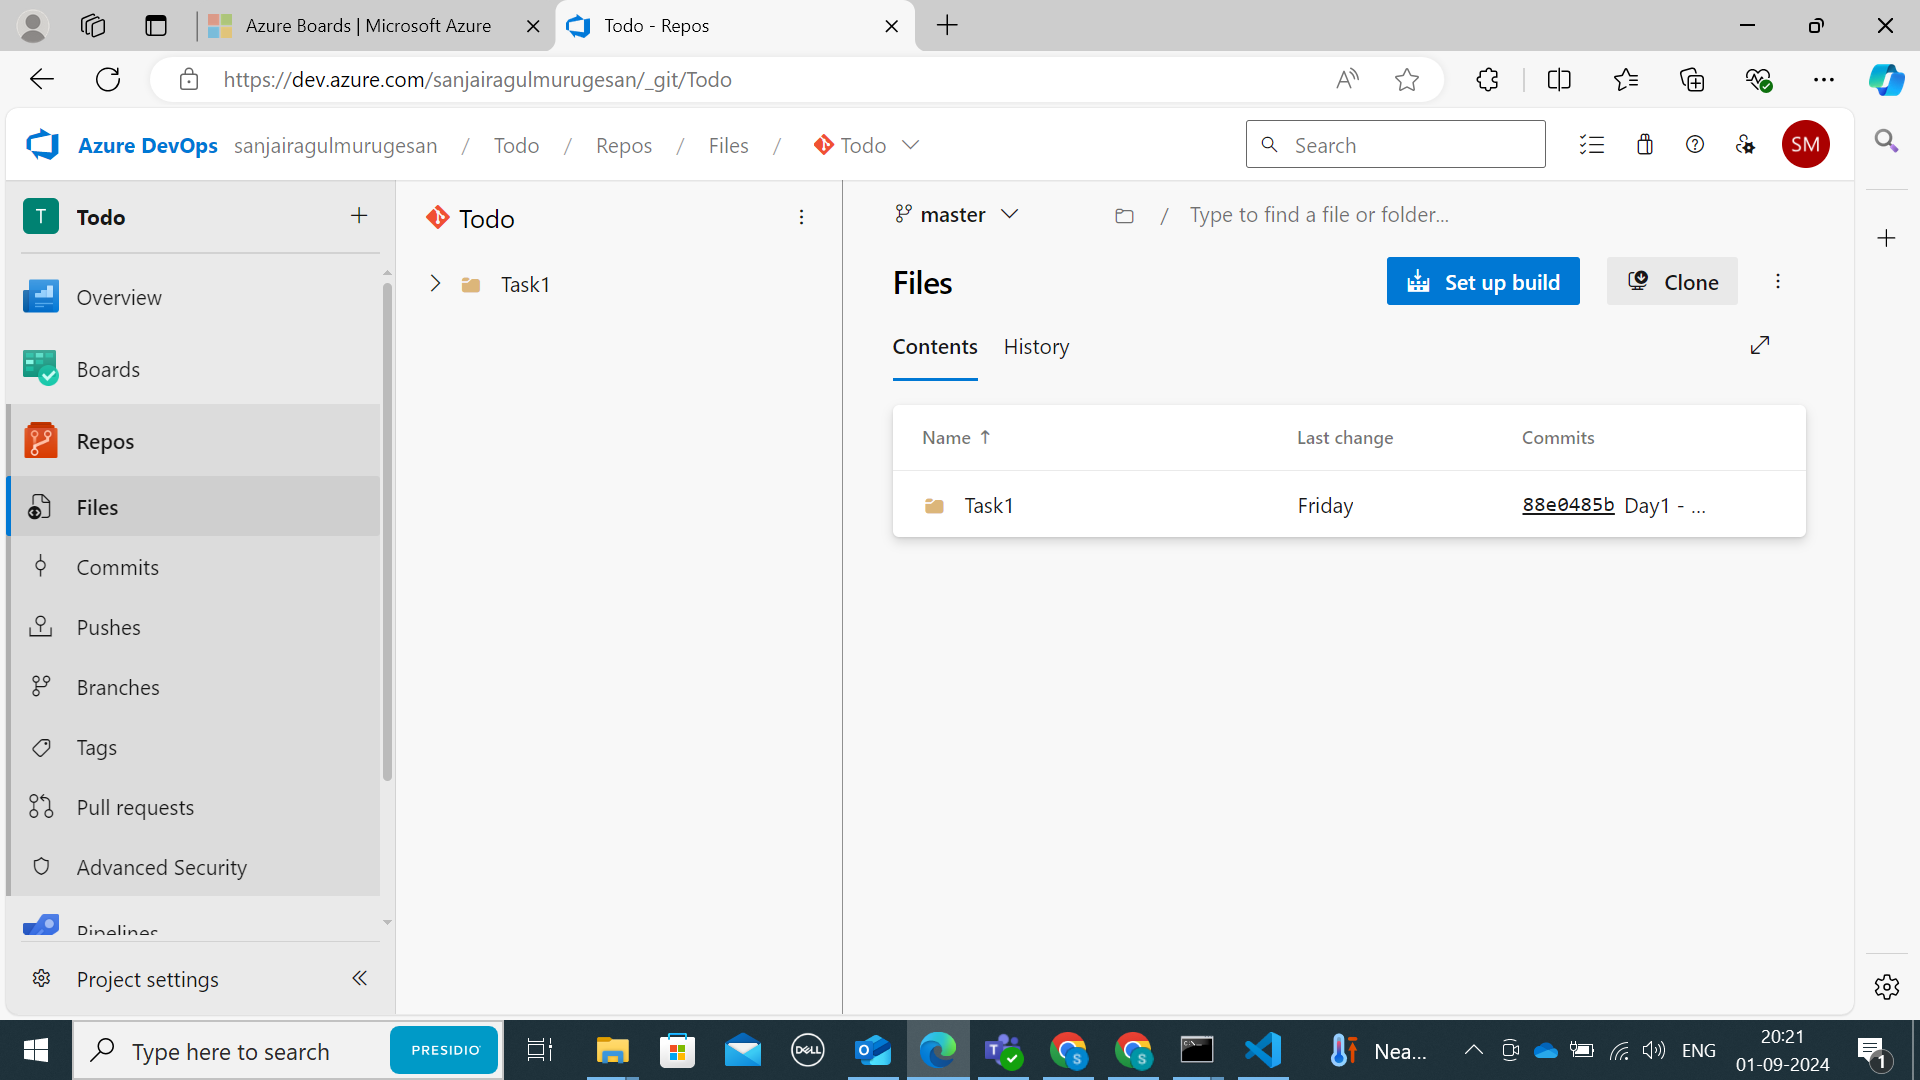 Azure Boards | Microsoft Azure
Todo - Repos
https://dev.azure.com/sanjairagulmurugesan/_git/Todo
Azure DevOps sanjairagulmurugesan / Todo / Repos / Files / Todo
Search
SM
T Todo
Overview
Boards
Repos
Files
Commits
Pushes
Branches
Tags
Pull requests
Advanced Security
Pipelines
Project settings
Todo
Task1
master
/ Type to find a file or folder...
Files
Set up build
Clone
Contents History
Name ↑ Last change Commits
Task1 Friday 88e0485b Day1 - ...
Type here to search
PRESIDIO
DELL
Nea...
ENG
20:21
01-09-2024
1